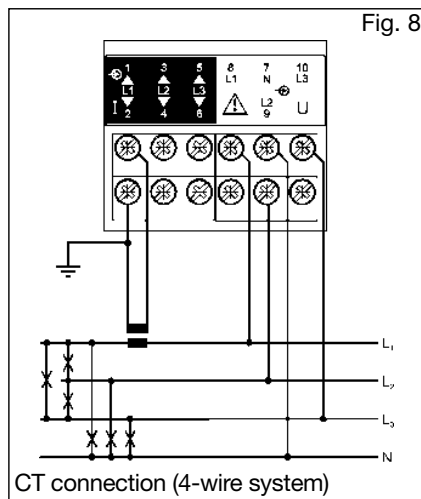 Fig. 8
1 3 5 8 7 10
L1 N L3
L1 L2 L3
I L2 U
2 4 6 9
L1
L2
L3
N
CT connection (4-wire system)